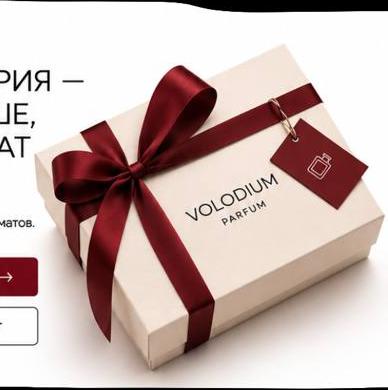 РИЯ —
ШЕ,
АТ
матов.
→
VOLODIUM
PARFUM